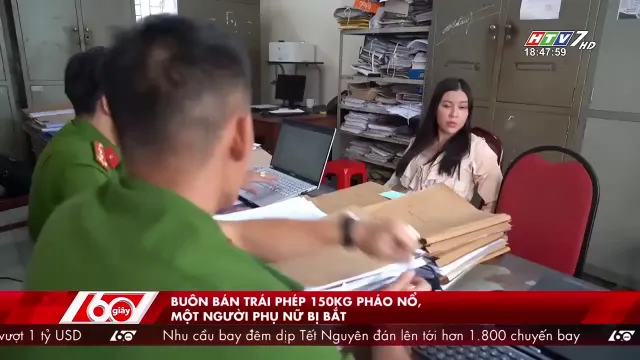 HTV7 HD
18:47:59
60 giây
BUÔN BÁN TRÁI PHÉP 150KG PHÁO NỔ,
MỘT NGƯỜI PHỤ NỮ BỊ BẮT
vượt 1 tỷ USD 60 Nhu cầu bay đêm dịp Tết Nguyên đán lên tới hơn 1.800 chuyến bay 60